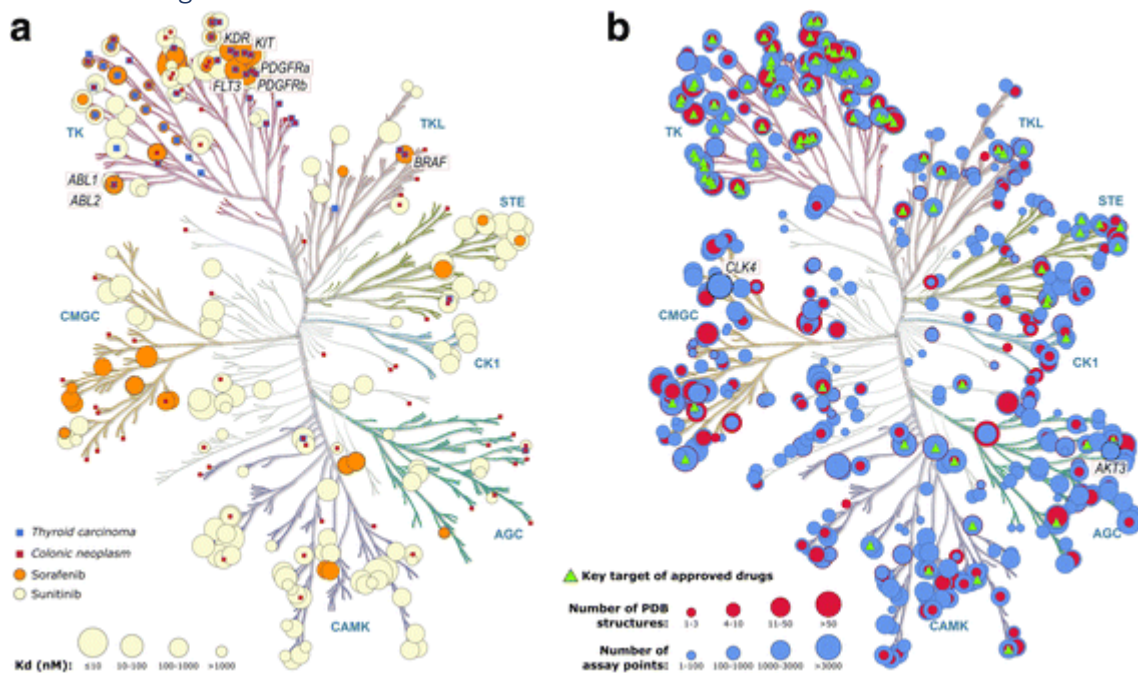 a
KDR
KIT
PDGFRa
FLT3
PDGFRb
TK
TKL
BRAF
ABL1
ABL2
STE
CMGC
CK1
AGC
CAMK
Thyroid carcinoma
Colonic neoplasm
Sorafenib
Sunitinib
Kd (nM):
≤10
10-100
100-1000
>1000
b
TK
TKL
STE
CLK4
CMGC
CK1
AKT3
AGC
CAMK
Key target of approved drugs
Number of PDB
structures:
1-3
4-10
11-50
>50
Number of
assay points:
1-100
100-1000
1000-3000
>3000